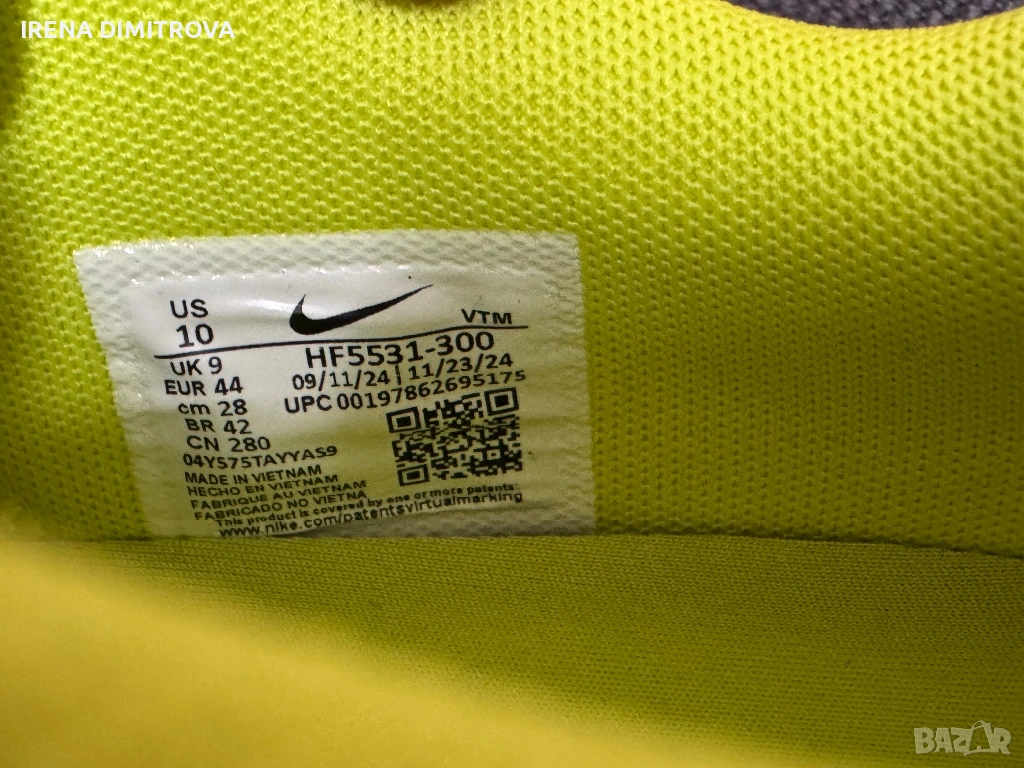 IRENA DIMITROVA
US
10
VTM
UK 9
HF5531-300
EUR 44
09/11/24 | 11/23/24
cm 28
UPC 00197862695175
BR 42
CN 280
04Y575TAYYAS9
MADE IN VIETNAM
HECHO EN VIETNAM
FABRIQUE AU VIETNAM
FABRICADO NO VIETNA
This product is covered by one or more patents:
www.nike.com/patentsvirtualmarking
BAZAR